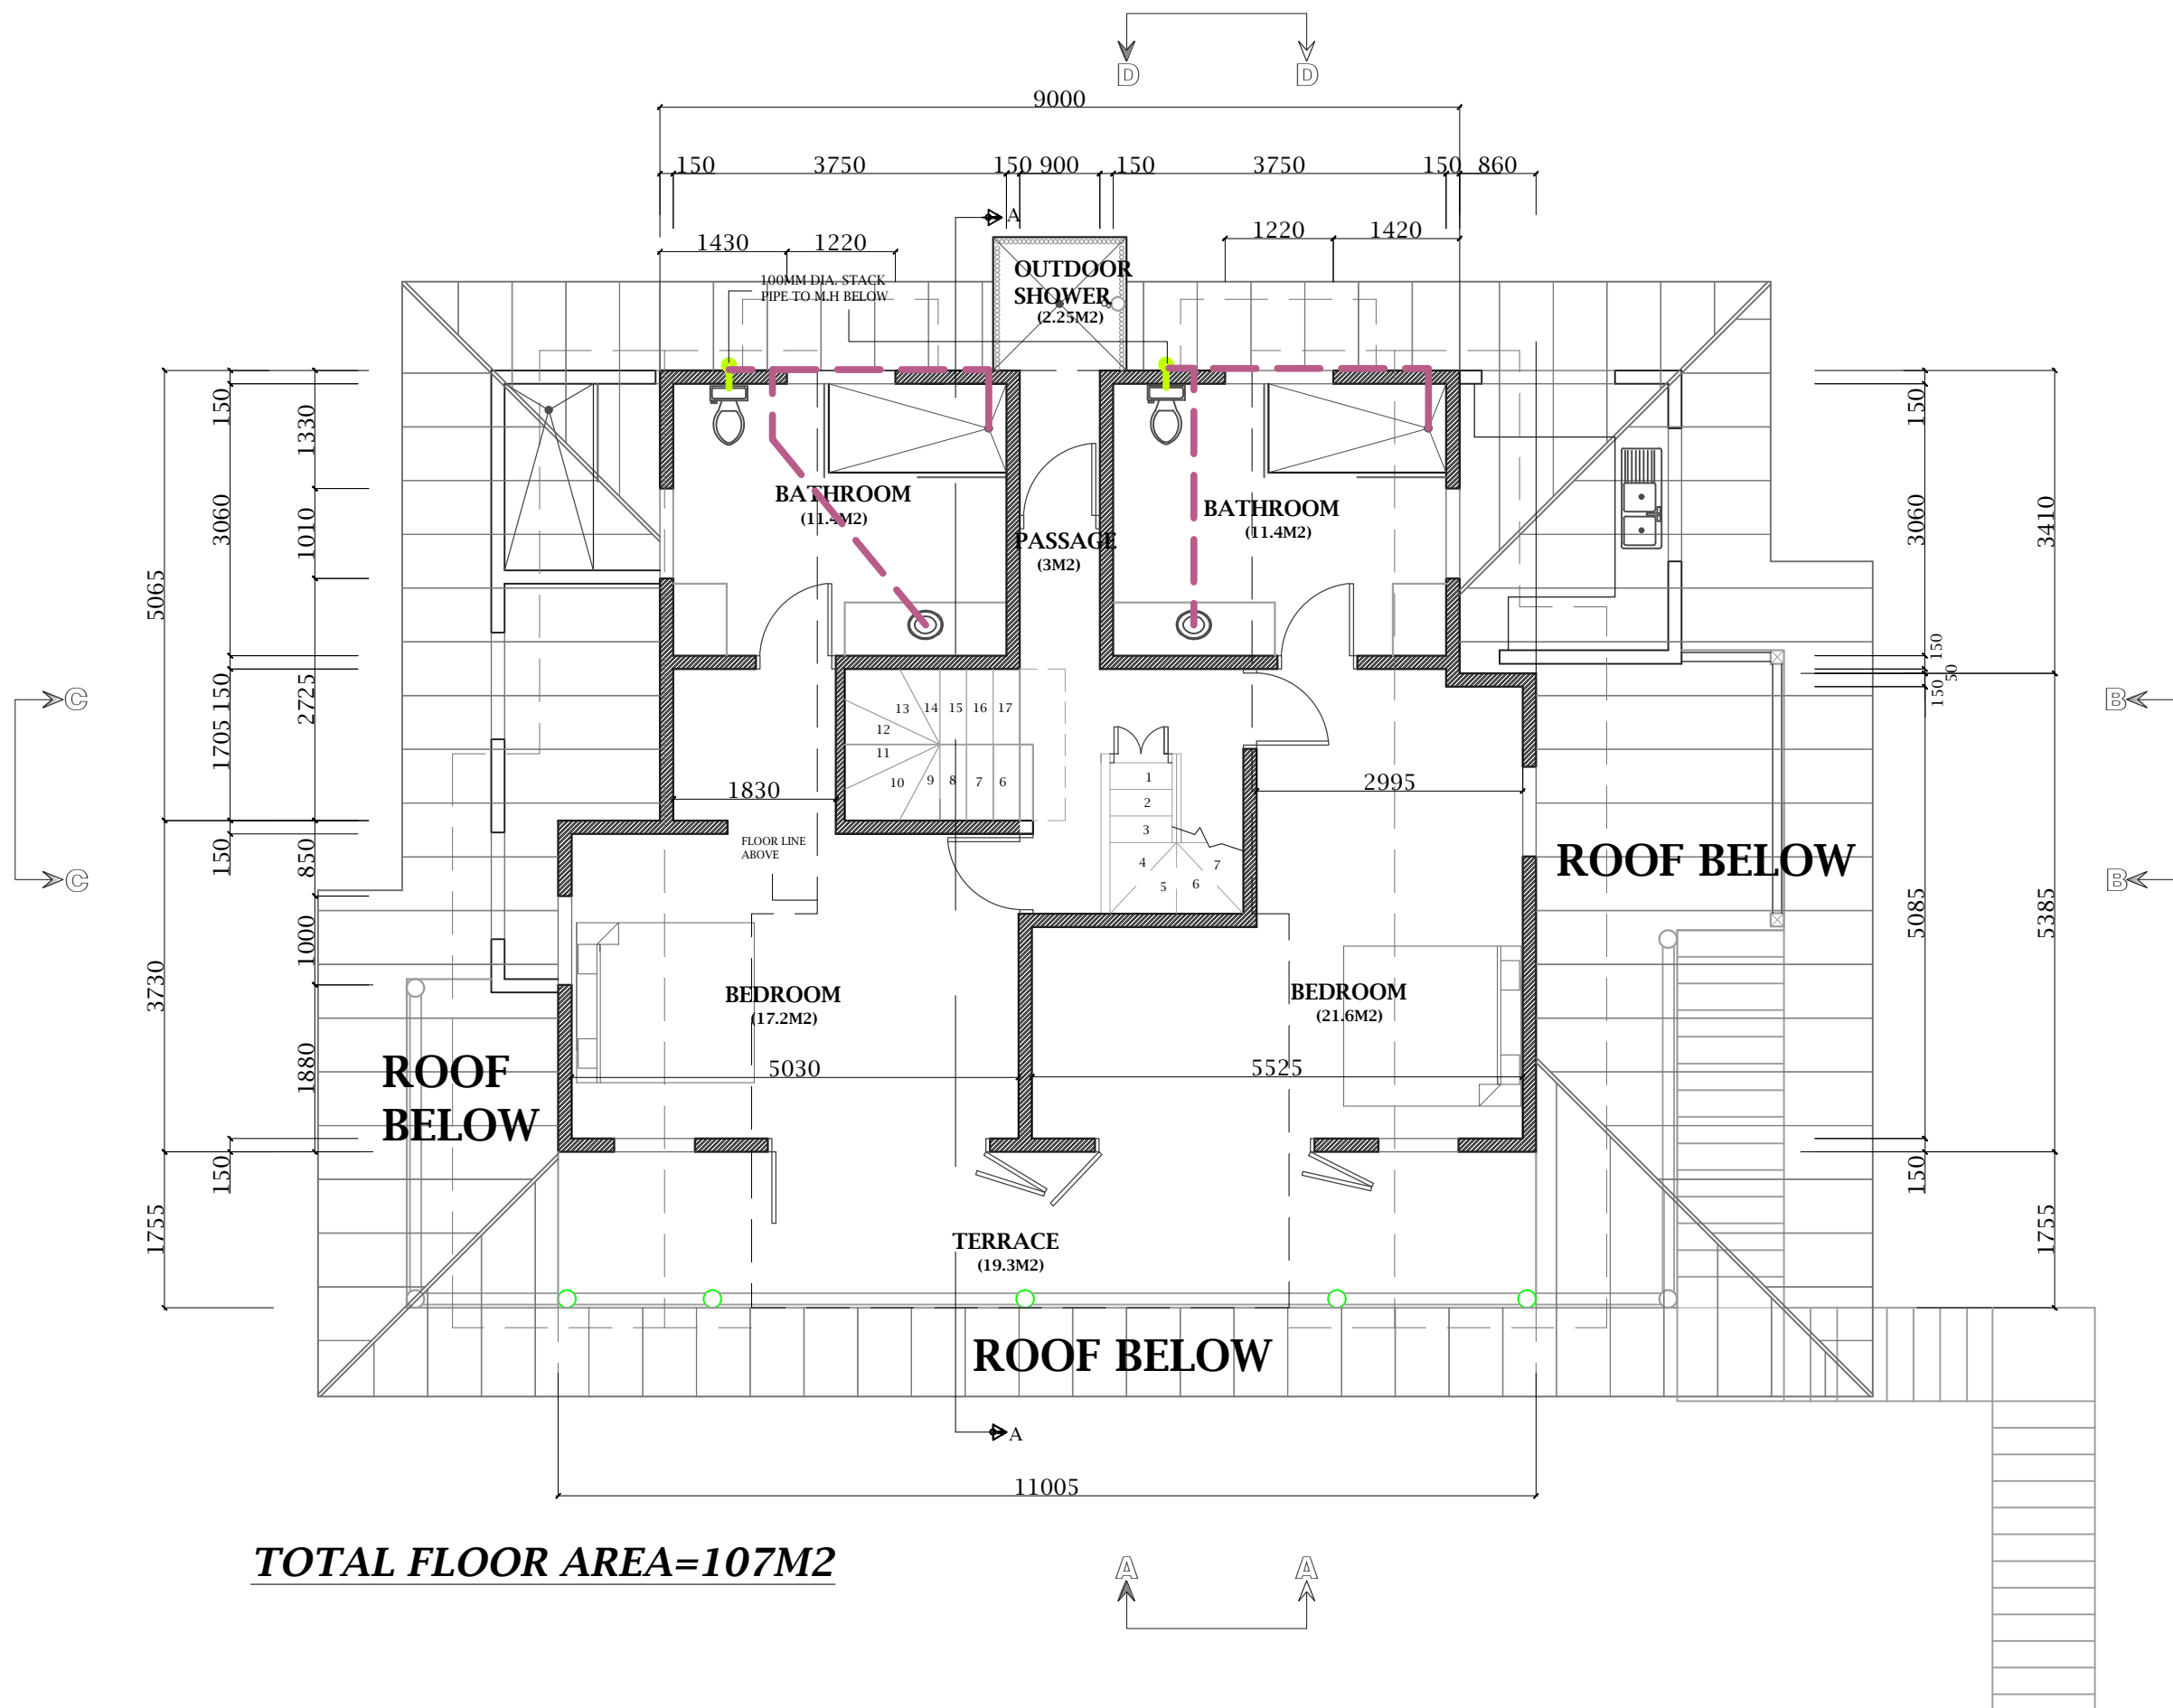 D
D
9000
150
3750
150
900
150
3750
150
860
A
1430
1220
1220
1420
100MM DIA. STACK
PIPE TO M.H BELOW
OUTDOOR
SHOWER
(2.25M2)
150
1330
150
3060
1010
BATHROOM
(11.4M2)
PASSAGE
(3M2)
BATHROOM
(11.4M2)
3060
3410
5065
150
2725
1705
150
50
150
C
C
B
B
13
14
15
16
17
12
11
10
9
8
7
6
1
2
3
4
5
6
7
1830
2995
FLOOR LINE
ABOVE
150
850
1000
3730
1880
ROOF BELOW
5085
5385
BEDROOM
(17.2M2)
BEDROOM
(21.6M2)
5030
5525
ROOF
BELOW
150
1755
150
1755
TERRACE
(19.3M2)
ROOF BELOW
A
11005
TOTAL FLOOR AREA=107M2
A
A